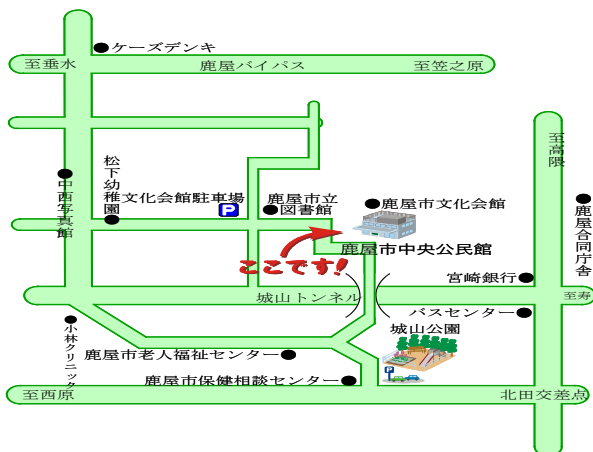 ケーズデンキ
至垂水
鹿屋バイパス
至笠之原
至高隈
松下幼稚園
中西写真館
文化会館駐車場
P
鹿屋市立
図書館
鹿屋市文化会館
鹿屋合同庁舎
鹿屋市中央公民館
ここです!
宮崎銀行
城山トンネル
至寿
バスセンター
小林クリニック
城山公園
鹿屋市老人福祉センター
P
鹿屋市保健相談センター
至西原
北田交差点